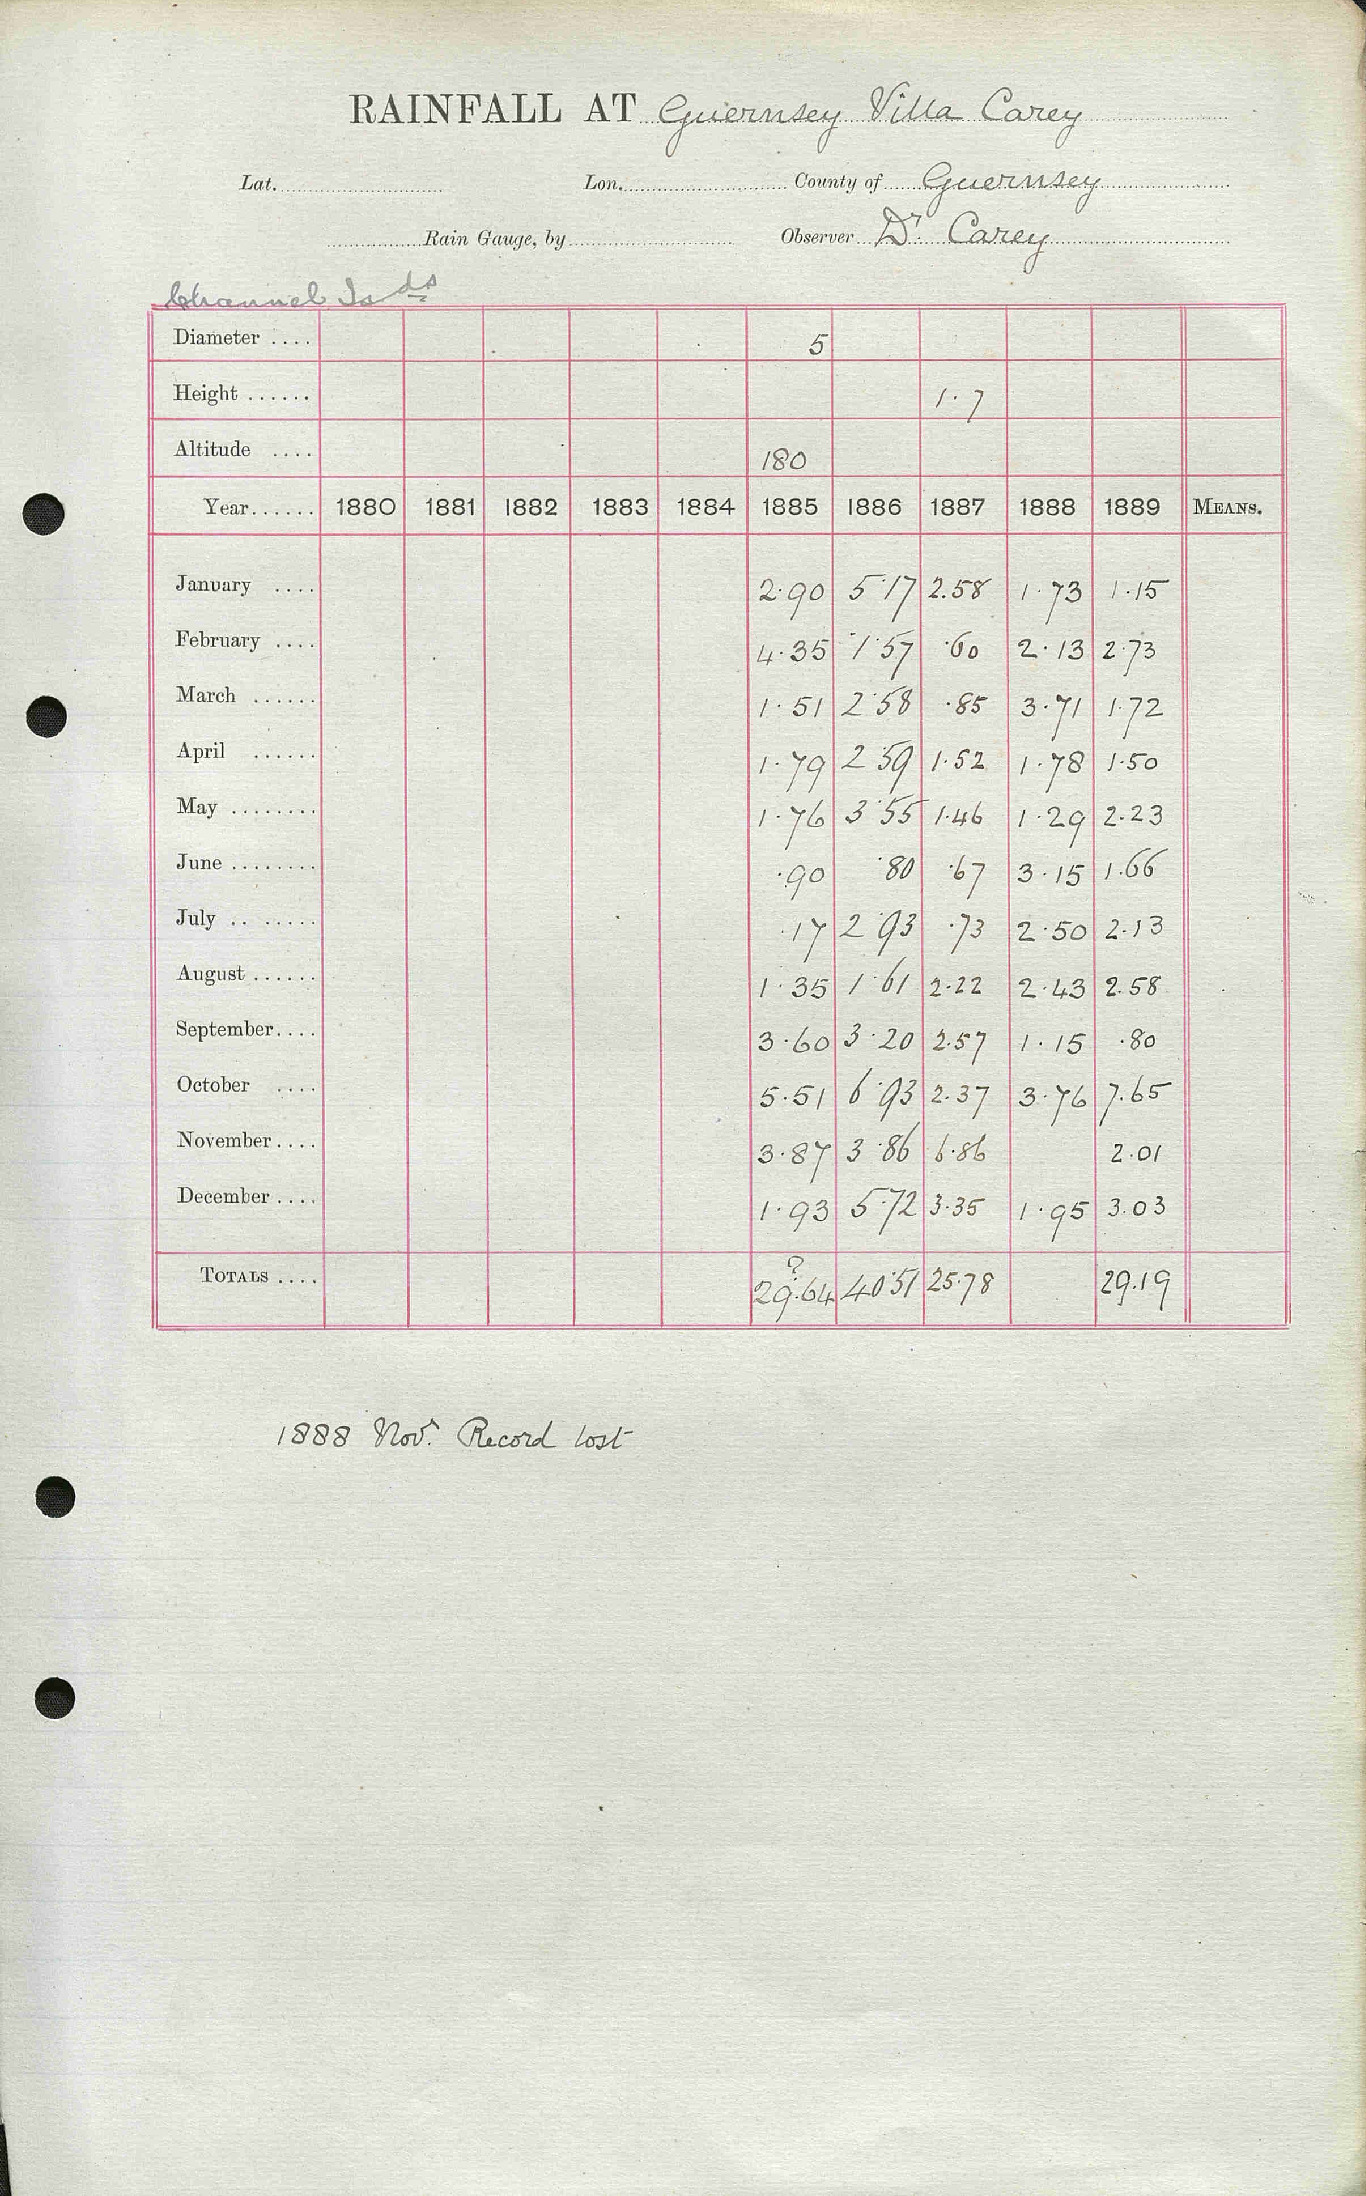 RAINFALL AT Guernsey Villa Carey
Lat. Lon. County of Guernsey
Rain Gauge, by Observer Dr. Carey
Channel Isds
Diameter .... 5
Height ...... 1.7
Altitude .... 180
Year...... 1880 1881 1882 1883 1884 1885 1886 1887 1888 1889 MEANS.
January .... 2.90 5.17 2.58 1.73 1.15
February .... 4.35 1.57 .60 2.13 2.73
March ...... 1.51 2.58 .85 3.71 1.72
April ...... 1.79 2.59 1.52 1.78 1.50
May ........ 1.76 3.55 1.46 1.29 2.23
June ........ .90 .80 .67 3.15 1.66
July .. ..... .17 2.93 .73 2.50 2.13
August ...... 1.35 1.61 2.22 2.43 2.58
September.... 3.60 3.20 2.57 1.15 .80
October .... 5.51 6.93 2.37 3.76 7.65
November.... 3.87 3.86 6.86 2.01
December.... 1.93 5.72 3.35 1.95 3.03
?
TOTALS .... 29.64 40.51 25.78 29.19
1888 Nov. Record lost